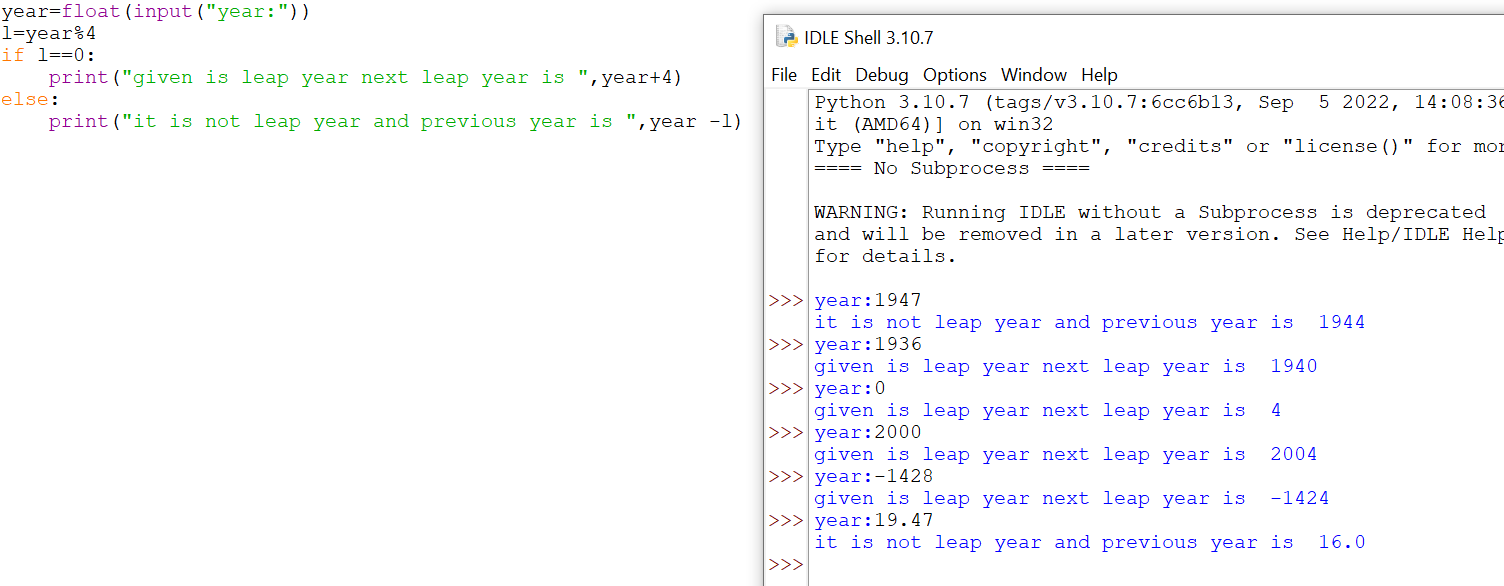 year=float(input("year:"))
l=year%4
if l==0:
    print("given is leap year next leap year is ",year+4)
else:
    print("it is not leap year and previous year is ",year -l)
IDLE Shell 3.10.7
File Edit Debug Options Window Help
Python 3.10.7 (tags/v3.10.7:6cc6b13, Sep  5 2022, 14:08:36
it (AMD64)] on win32
Type "help", "copyright", "credits" or "license()" for mor
==== No Subprocess ====
WARNING: Running IDLE without a Subprocess is deprecated
and will be removed in a later version. See Help/IDLE Help
for details.
>>> year:1947
it is not leap year and previous year is  1944
>>> year:1936
given is leap year next leap year is  1940
>>> year:0
given is leap year next leap year is  4
>>> year:2000
given is leap year next leap year is  2004
>>> year:-1428
given is leap year next leap year is  -1424
>>> year:19.47
it is not leap year and previous year is  16.0
>>>